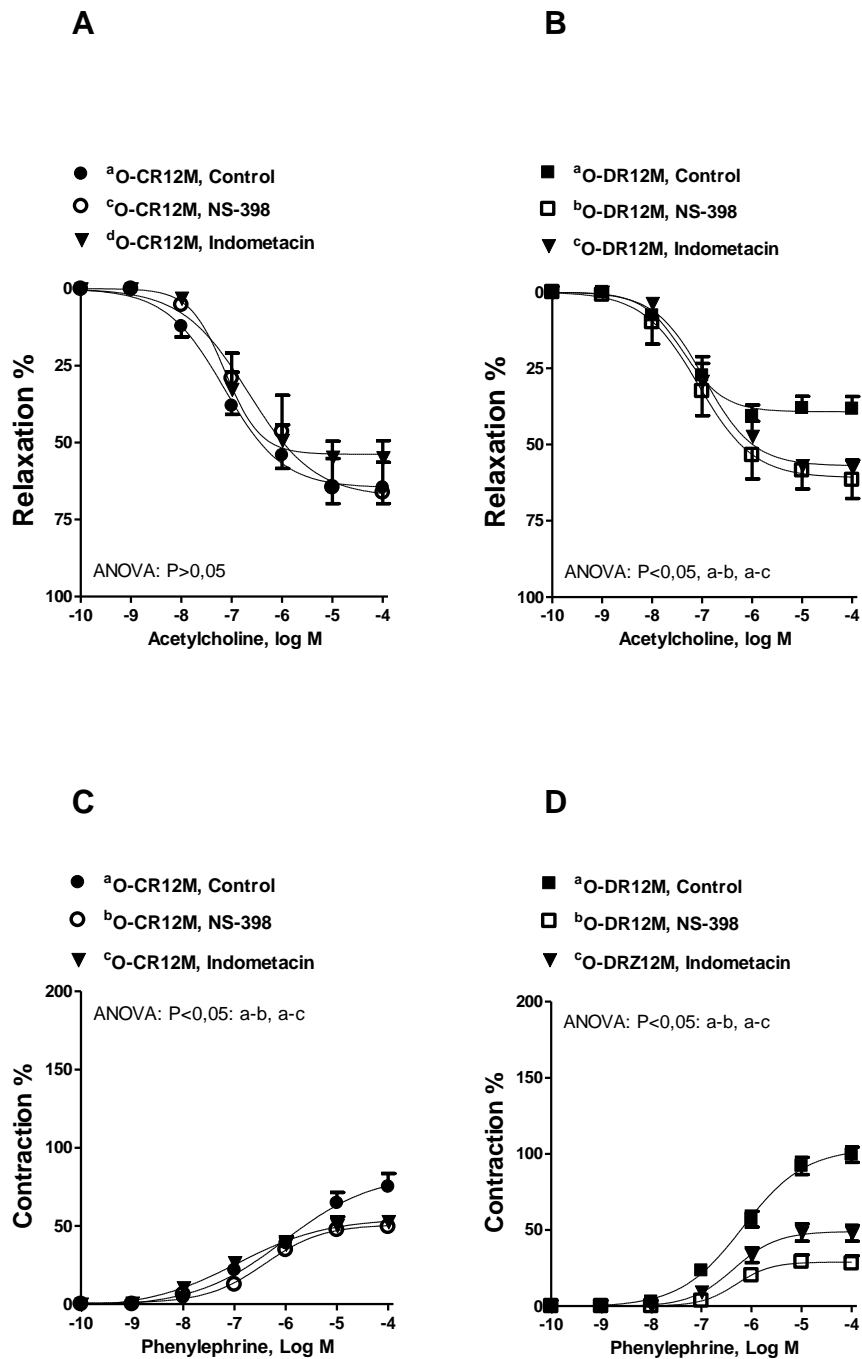 A
B
aO-CR12M, Control
cO-CR12M, NS-398
dO-CR12M, Indometacin
0
25
50
75
100
Relaxation %
ANOVA: P>0,05
-10 -9 -8 -7 -6 -5 -4
Acetylcholine, log M
aO-DR12M, Control
bO-DR12M, NS-398
cO-DR12M, Indometacin
0
25
50
75
100
Relaxation %
ANOVA: P<0,05, a-b, a-c
-10 -9 -8 -7 -6 -5 -4
Acetylcholine, log M
C
D
aO-CR12M, Control
bO-CR12M, NS-398
cO-CR12M, Indometacin
200
150
100
50
0
Contraction %
ANOVA: P<0,05: a-b, a-c
-10 -9 -8 -7 -6 -5 -4
Phenylephrine, Log M
aO-DR12M, Control
bO-DR12M, NS-398
cO-DRZ12M, Indometacin
200
150
100
50
0
Contraction %
ANOVA: P<0,05: a-b, a-c
-10 -9 -8 -7 -6 -5 -4
Phenylephrine, Log M